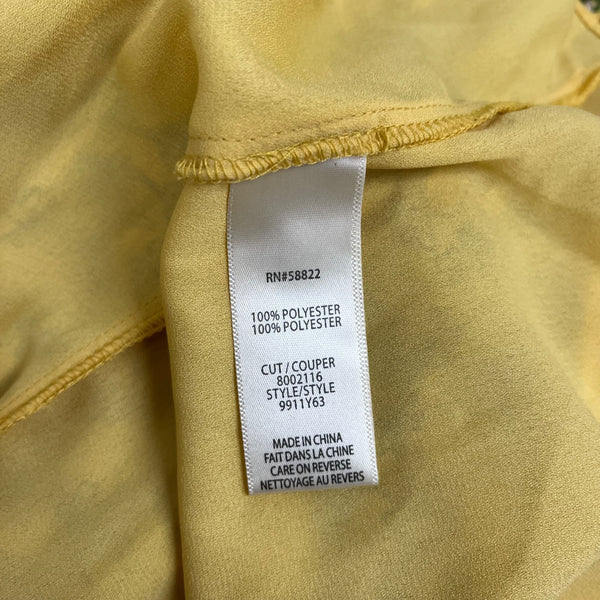 RN#58822
100% POLYESTER
100% POLYESTER
CUT / COUPER
8002116
STYLE/STYLE
9911Y63
MADE IN CHINA
FAIT DANS LA CHINE
CARE ON REVERSE
NETTOYAGE AU REVERS